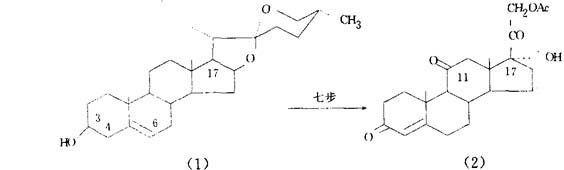 CH₂OAc
CH₃
O
CO
O
17
O
OH
11
17
七步
3
4
6
HO
O
(1)
(2)